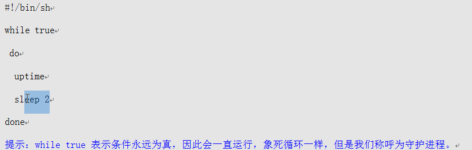 #!/bin/sh
while true
do
uptime
sleep 2
done
提示：while true 表示条件永远为真，因此会一直运行，象死循环一样，但是我们称呼为守护进程。